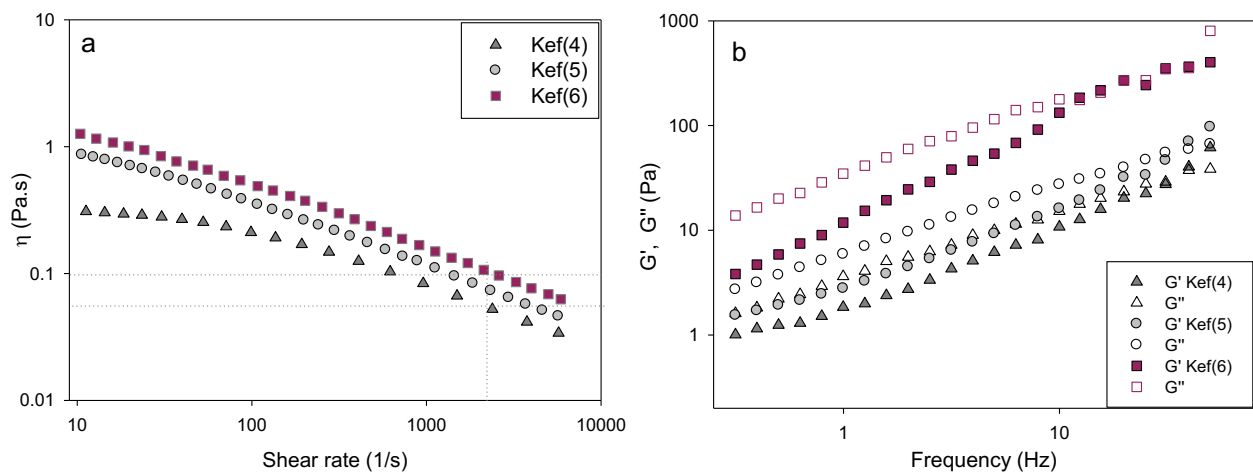 a
Kef(4)
Kef(5)
Kef(6)
10
1
0.1
0.01
η (Pa.s)
10
100
1000
10000
Shear rate (1/s)
b
1000
100
10
1
G', G" (Pa)
G' Kef(4)
G"
G' Kef(5)
G"
G' Kef(6)
G"
1
10
Frequency (Hz)